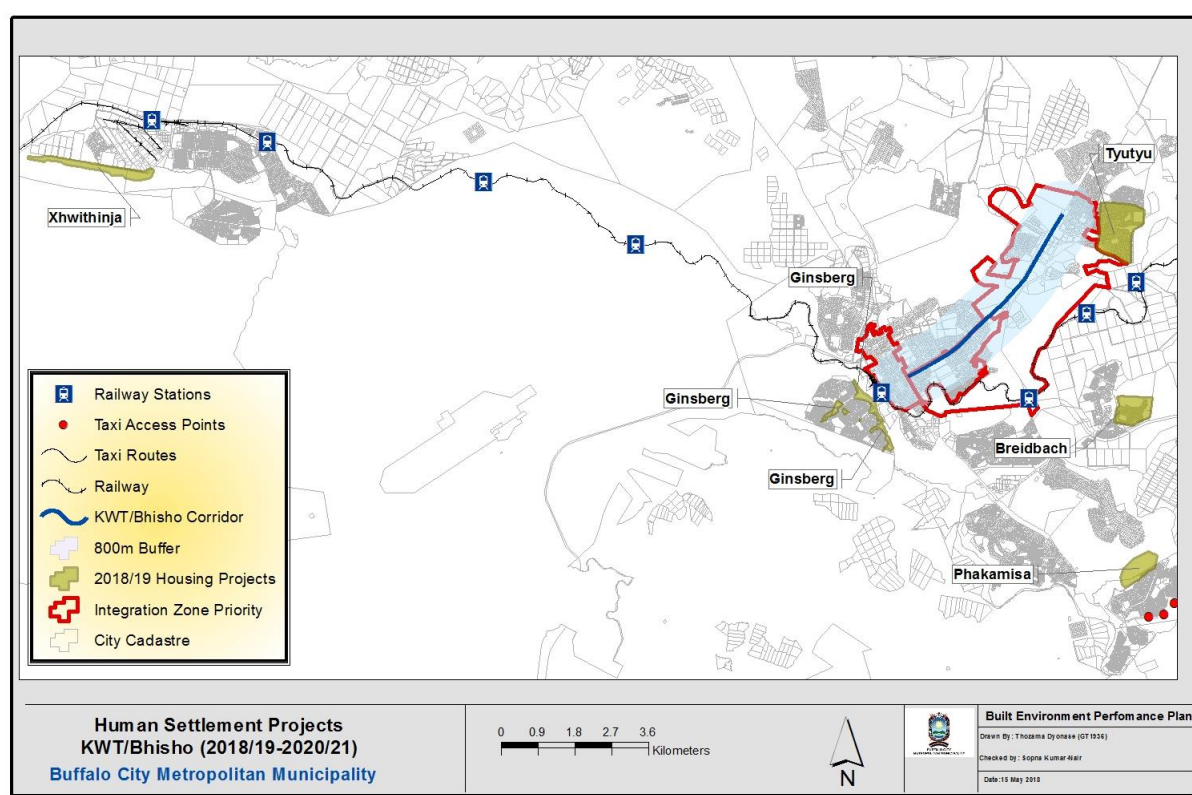 Tyutyu
Xhwithinja
Ginsberg
Ginsberg
Breidbach
Ginsberg
Phakamisa
Railway Stations
Taxi Access Points
Taxi Routes
Railway
KWT/Bhisho Corridor
800m Buffer
2018/19 Housing Projects
Integration Zone Priority
City Cadastre
Human Settlement Projects
KWT/Bhisho (2018/19-2020/21)
Buffalo City Metropolitan Municipality
0 0.9 1.8 2.7 3.6
Kilometers
N
Built Environment Perfomance Plan
Drawn By: Thozama Dyonase (GT1936)
Checked by: Sopna Kumar-Nair
Date:15 May 2018